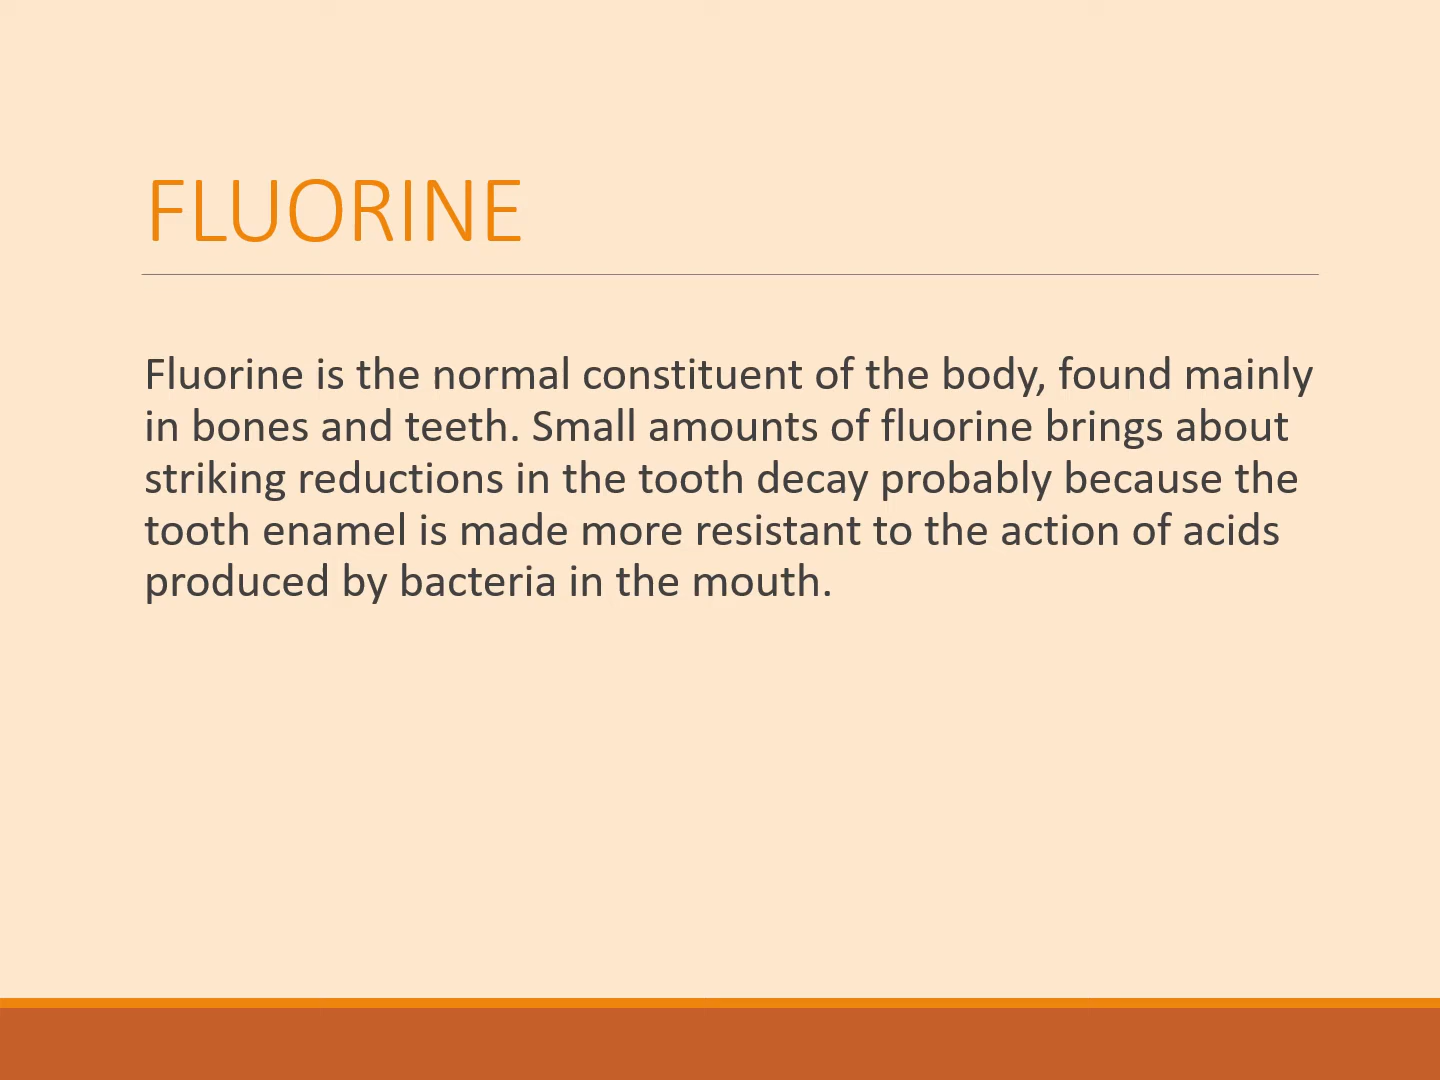 FLUORINE
Fluorine is the normal constituent of the body, found mainly
in bones and teeth. Small amounts of fluorine brings about
striking reductions in the tooth decay probably because the
tooth enamel is made more resistant to the action of acids
produced by bacteria in the mouth.